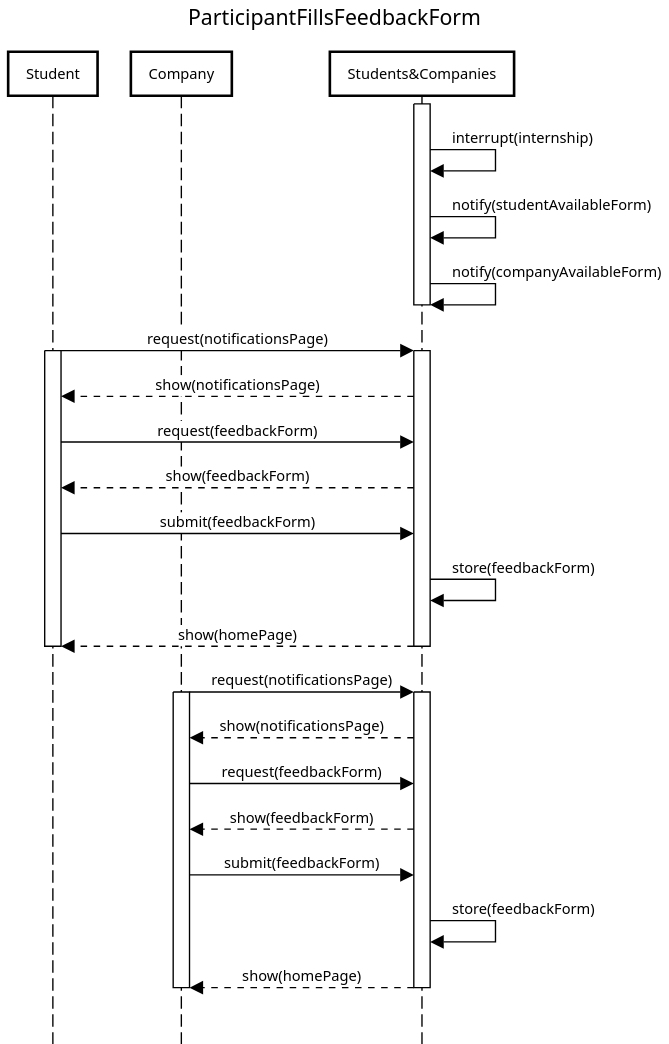 ParticipantFillsFeedbackForm
Student
Company
Students&Companies
interrupt(internship)
notify(studentAvailableForm)
notify(companyAvailableForm)
request(notificationsPage)
show(notificationsPage)
request(feedbackForm)
show(feedbackForm)
submit(feedbackForm)
store(feedbackForm)
show(homePage)
request(notificationsPage)
show(notificationsPage)
request(feedbackForm)
show(feedbackForm)
submit(feedbackForm)
store(feedbackForm)
show(homePage)